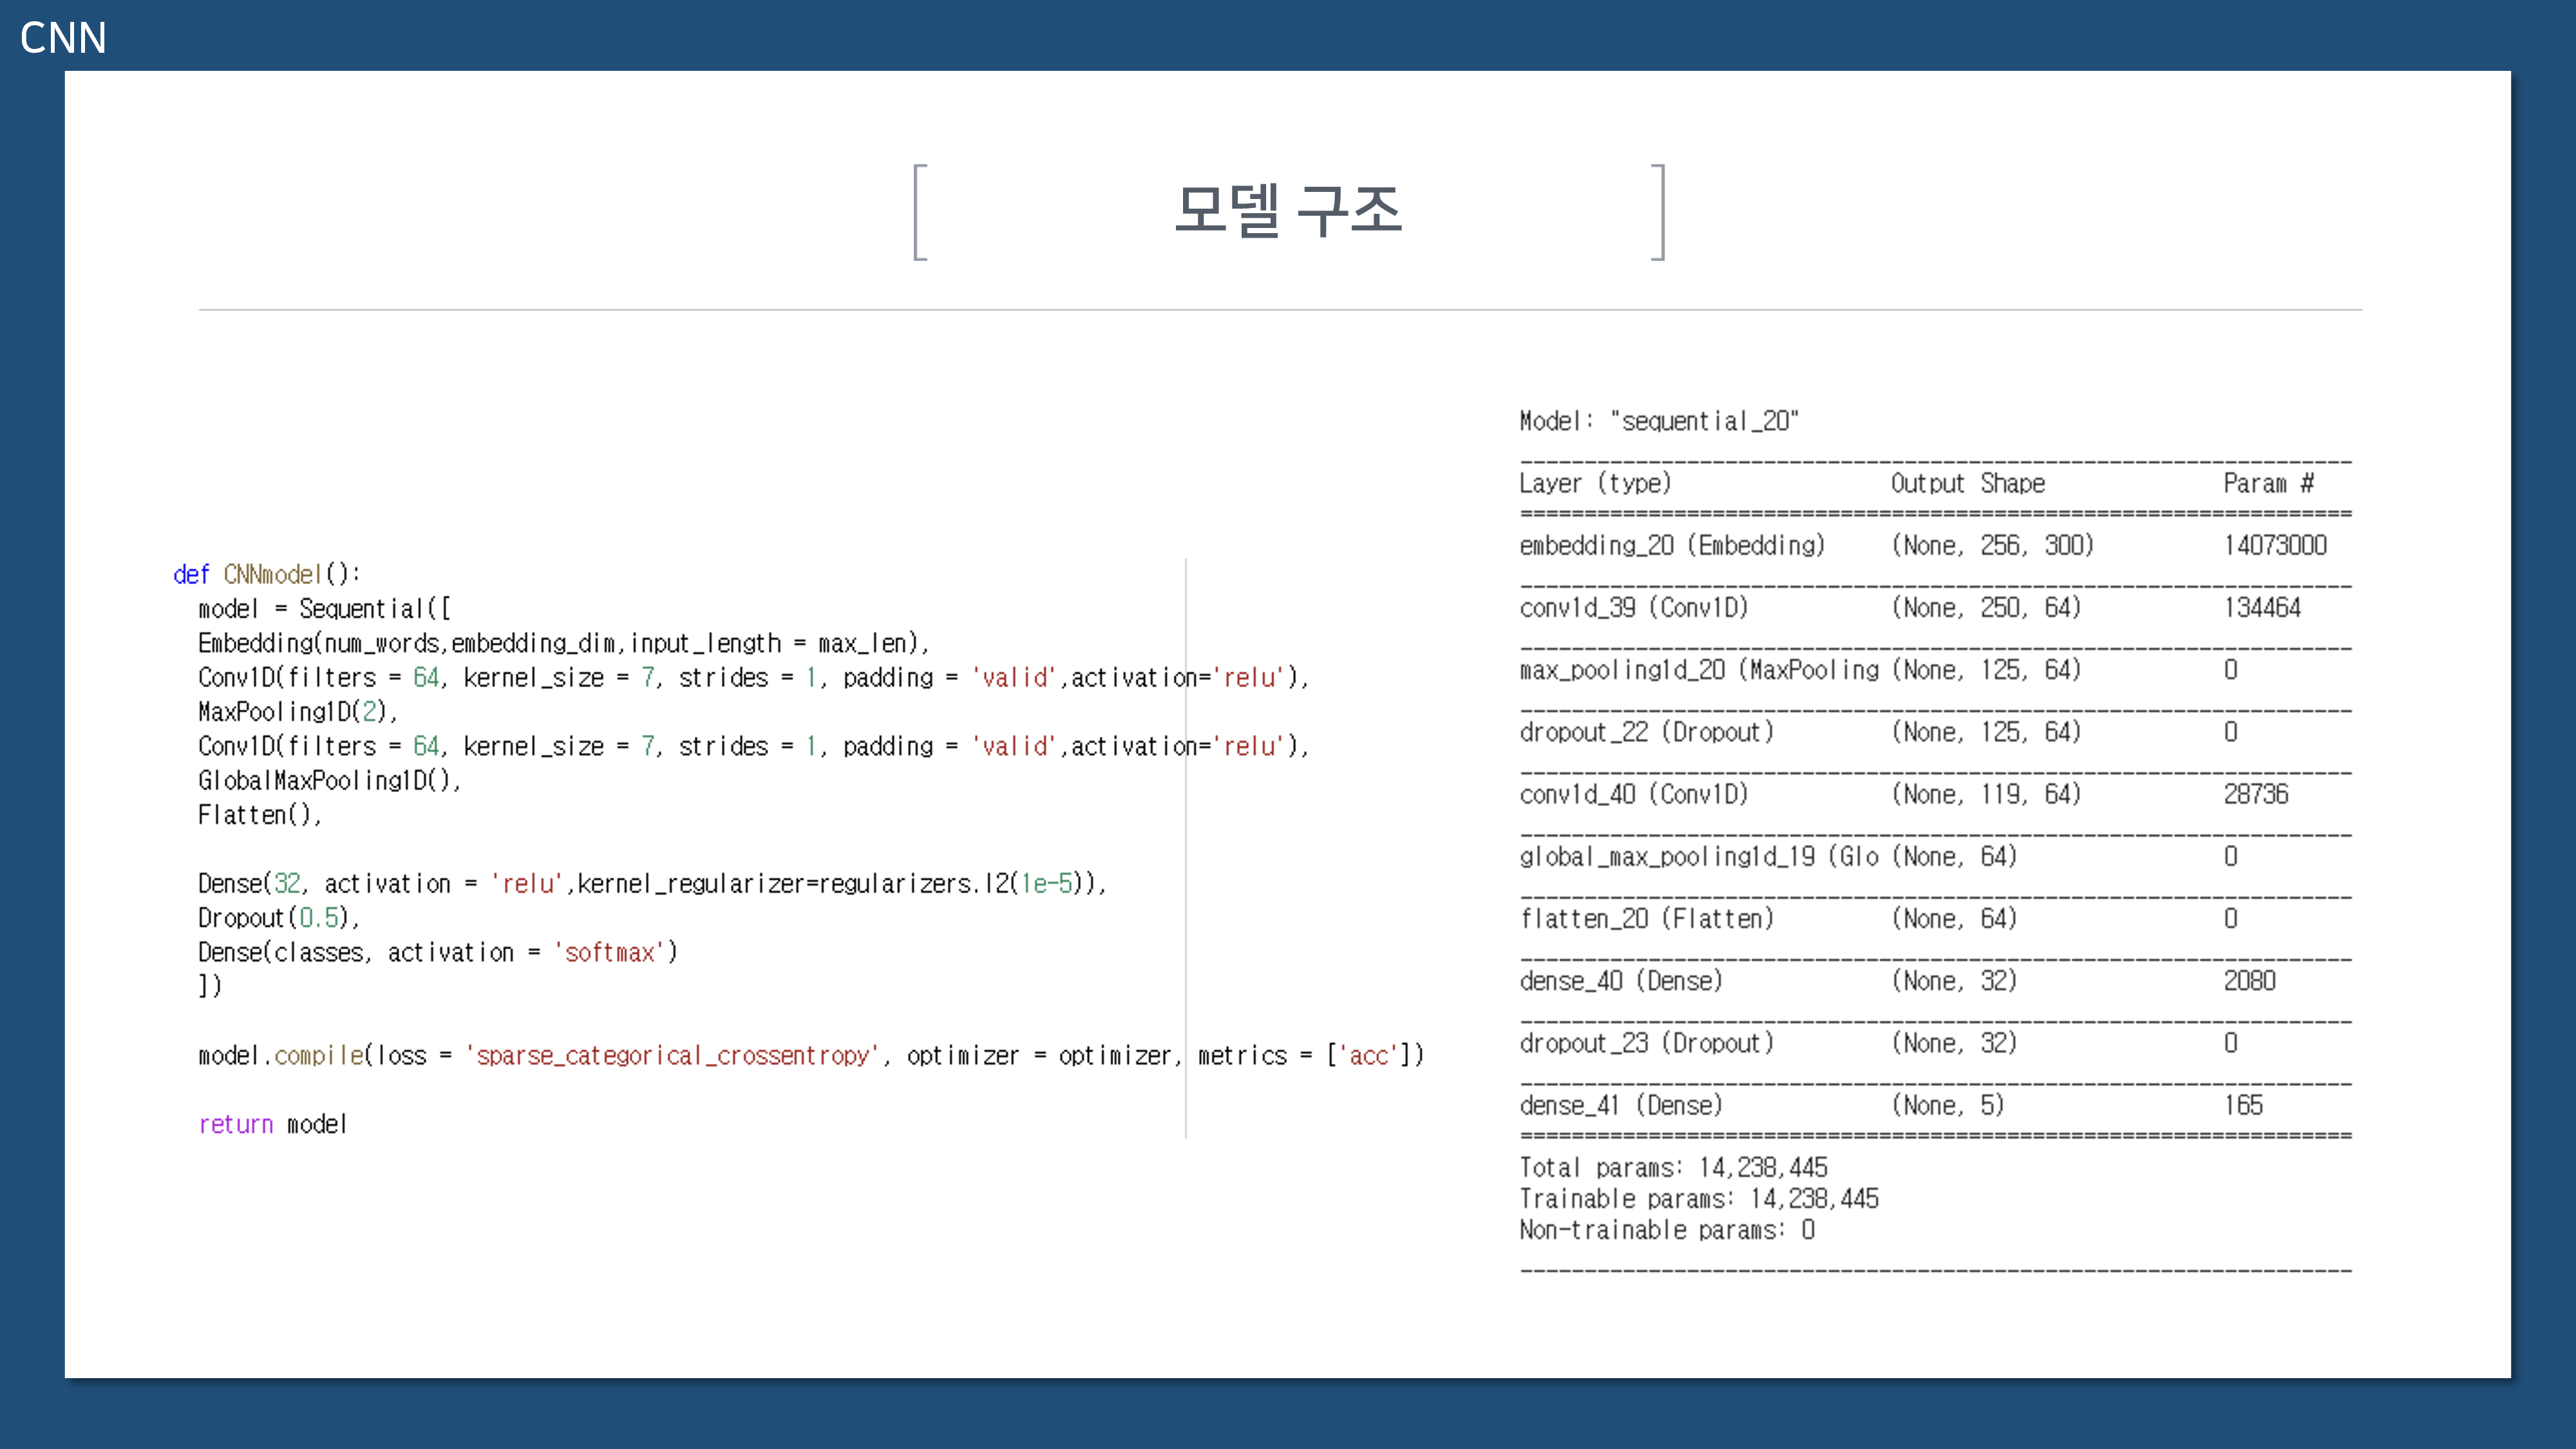 CNN
모델 구조
def CNNmodel():
model = Sequential([
Embedding(num_words,embedding_dim,input_length = max_len),
Conv1D(filters = 64, kernel_size = 7, strides = 1, padding = 'valid',activation='relu'),
MaxPooling1D(2),
Conv1D(filters = 64, kernel_size = 7, strides = 1, padding = 'valid',activation='relu'),
GlobalMaxPooling1D(),
Flatten(),
Dense(32, activation = 'relu',kernel_regularizer=regularizers.l2(1e-5)),
Dropout(0.5),
Dense(classes, activation = 'softmax')
])
model.compile(loss = 'sparse_categorical_crossentropy', optimizer = optimizer, metrics = ['acc'])
return model
Model: "sequential_20"
Layer (type) Output Shape Param #
embedding_20 (Embedding) (None, 256, 300) 14073000
conv1d_39 (Conv1D) (None, 250, 64) 134464
max_pooling1d_20 (MaxPooling (None, 125, 64) 0
dropout_22 (Dropout) (None, 125, 64) 0
conv1d_40 (Conv1D) (None, 119, 64) 28736
global_max_pooling1d_19 (Glo (None, 64) 0
flatten_20 (Flatten) (None, 64) 0
dense_40 (Dense) (None, 32) 2080
dropout_23 (Dropout) (None, 32) 0
dense_41 (Dense) (None, 5) 165
Total params: 14,238,445
Trainable params: 14,238,445
Non-trainable params: 0